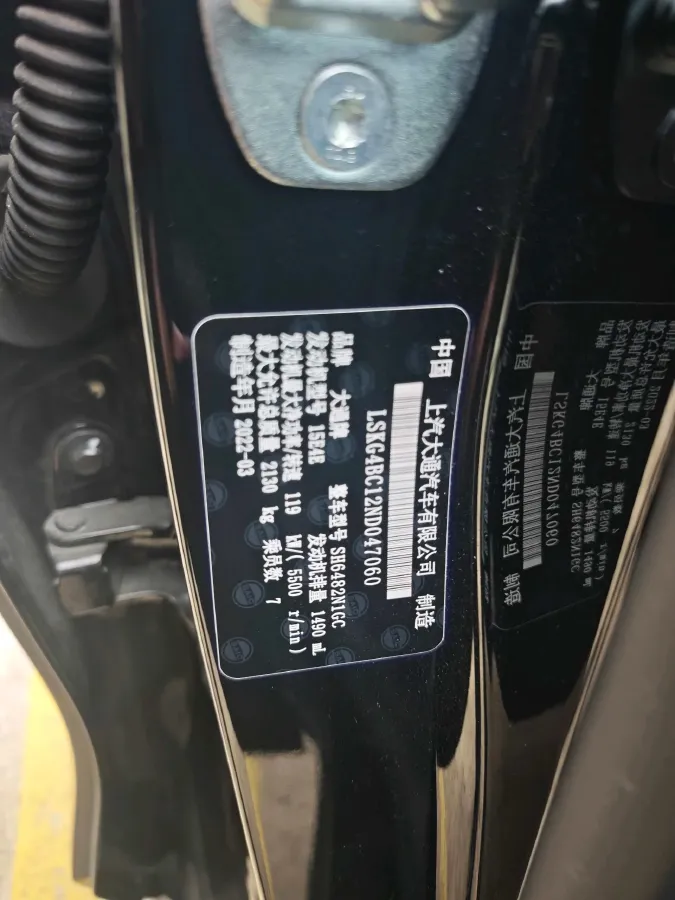 中国 上汽大通汽车有限公司 制造
LSKG4BC12ND047060
品牌 大通牌 整车型号 SH6482N1GC
发动机型号 15E4E 发动机排量 1490 mL
发动机最大净功率/转速 119 kW/( 5500 r/min)
最大允许总质量 2130 kg 乘员数 7
制造年月 2022-03